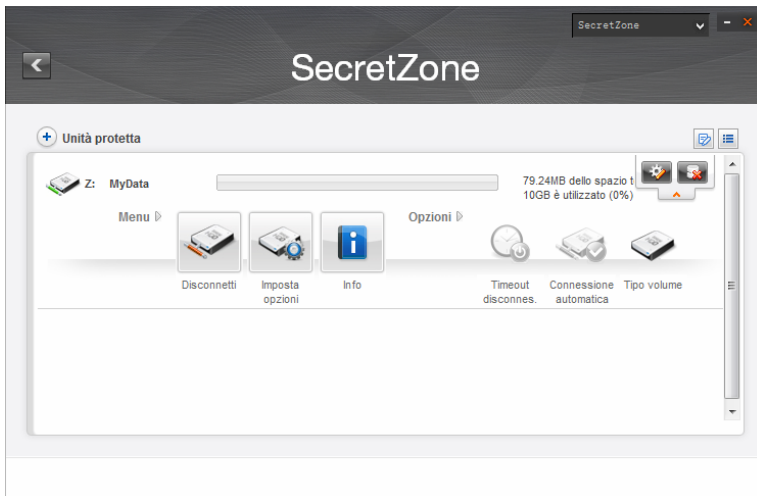 SecretZone
SecretZone
Unità protetta
Z: MyData
79.24MB dello spazio t
10GB è utilizzato (0%)
Menu
Opzioni
Disconnetti
Imposta opzioni
Info
Timeout disconnes.
Connessione automatica
Tipo volume